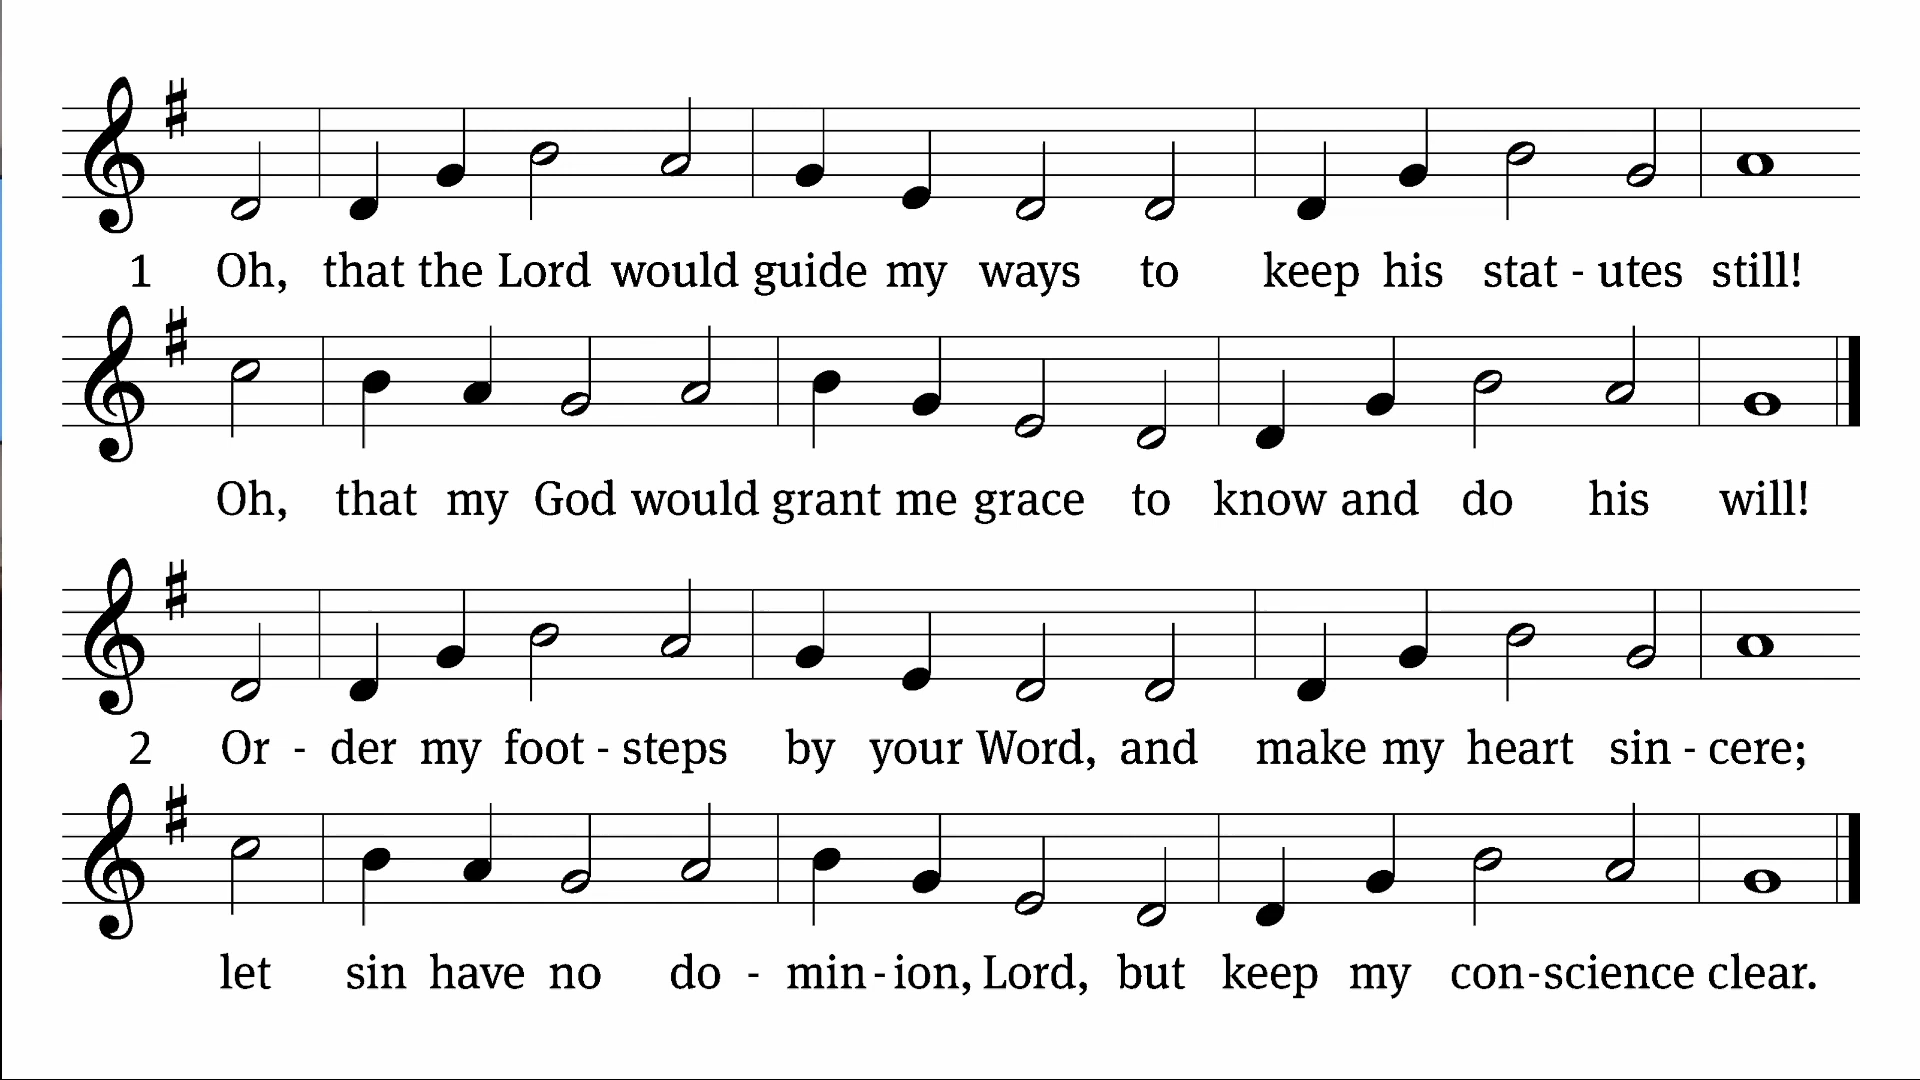 1 Oh, that the Lord would guide my ways to keep his stat - utes still!
Oh, that my God would grant me grace to know and do his will!
2 Or - der my foot - steps by your Word, and make my heart sin - cere;
let sin have no do - min - ion, Lord, but keep my con - science clear.